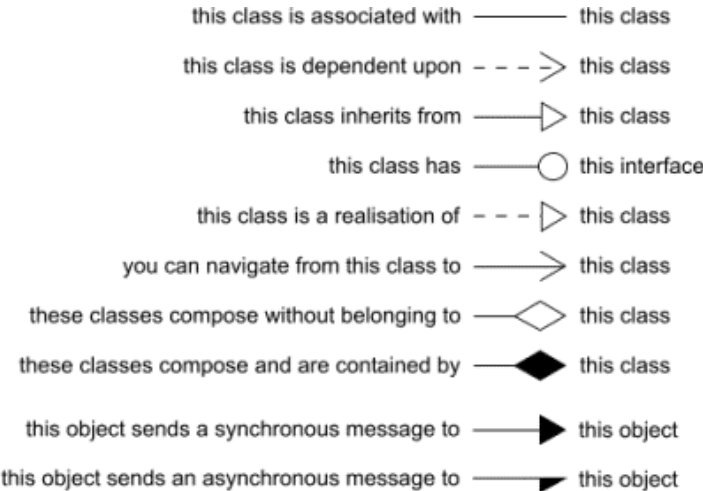 this class is associated with this class
this class is dependent upon this class
this class inherits from this class
this class has this interface
this class is a realisation of this class
you can navigate from this class to this class
these classes compose without belonging to this class
these classes compose and are contained by this class
this object sends a synchronous message to this object
this object sends an asynchronous message to this object